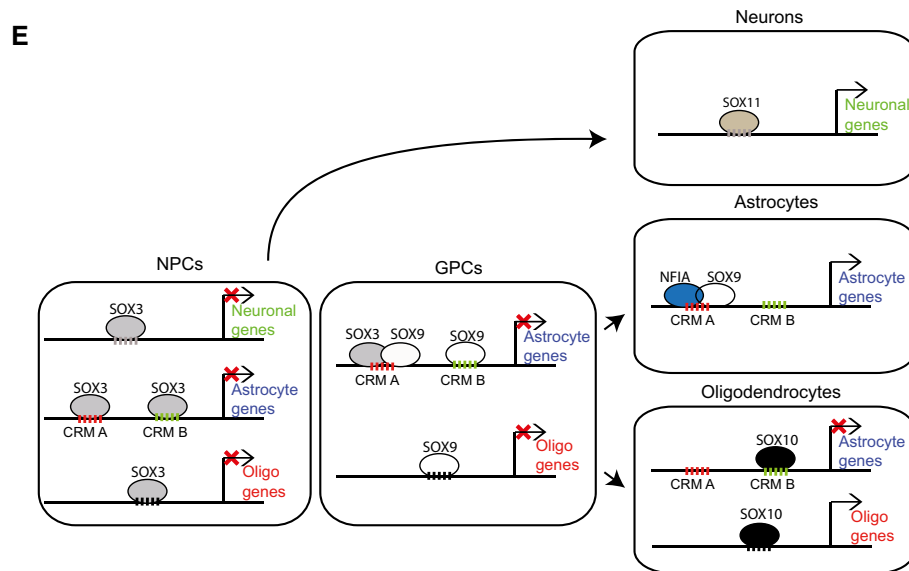 E
Neurons
SOX11
Neuronal
genes
NPCs
SOX3
Neuronal
genes
SOX3 SOX3
Astrocyte
genes
CRM A CRM B
SOX3
Oligo
genes
GPCs
SOX3 SOX9 SOX9
Astrocyte
genes
CRM A CRM B
SOX9
Oligo
genes
Astrocytes
NFIA SOX9
Astrocyte
genes
CRM A CRM B
Oligodendrocytes
SOX10
Astrocyte
genes
CRM A CRM B
SOX10
Oligo
genes